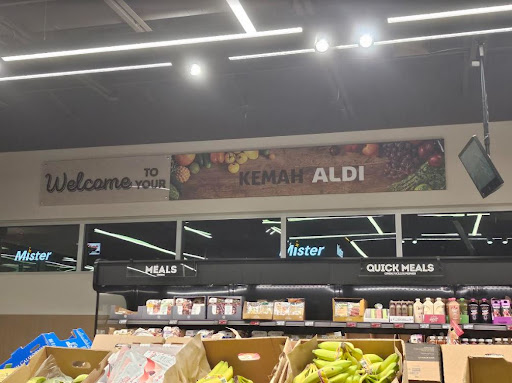 Welcome TO YOUR KEMAH ALDI
Mister
Mister
MEALS
QUICK MEALS